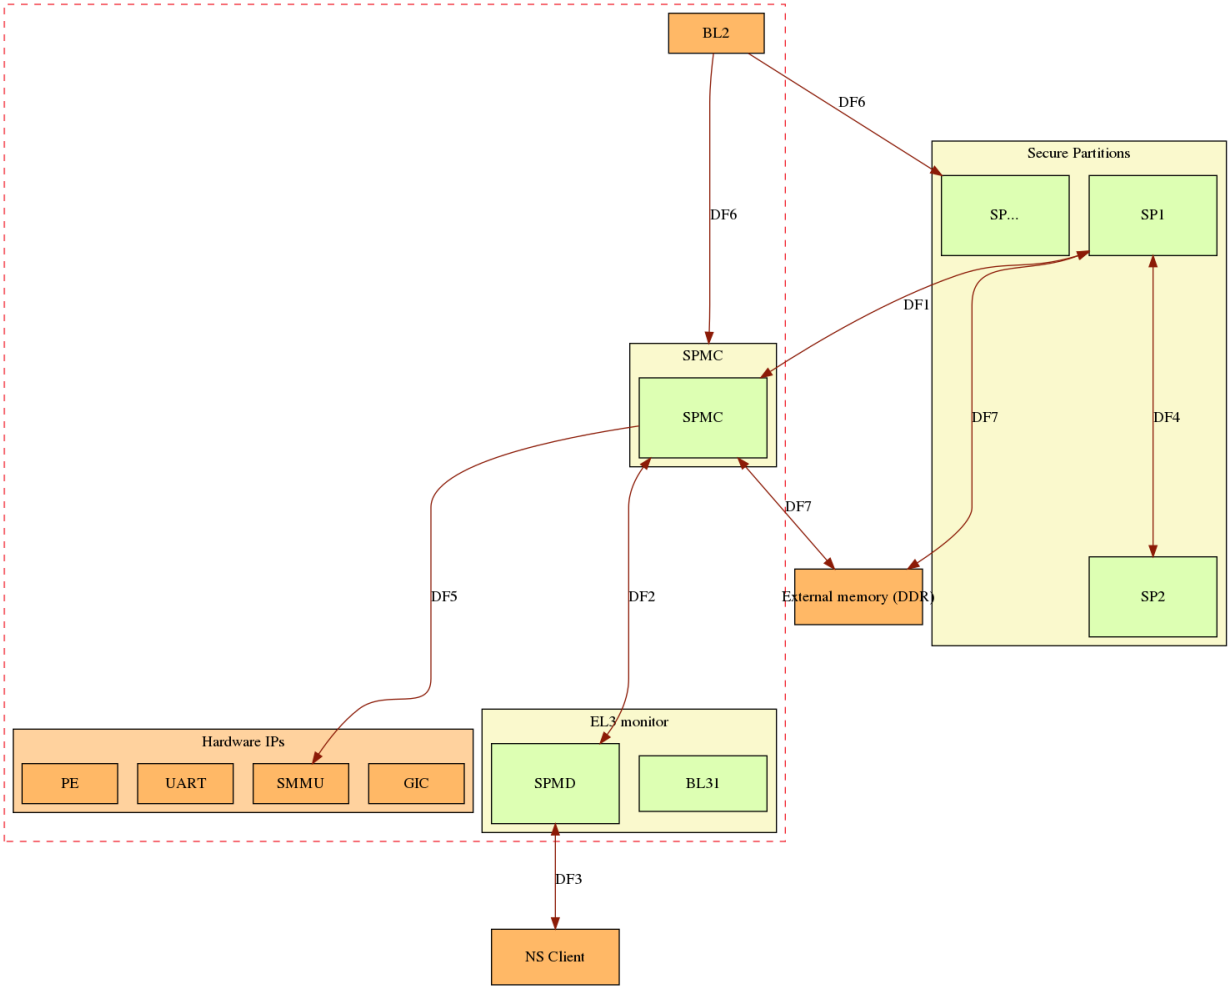 BL2
DF6
Secure Partitions
SP...
SP1
DF6
DF1
SPMC
SPMC
DF7
DF4
DF7
DF5
DF2
External memory (DDR)
SP2
EL3 monitor
Hardware IPs
PE
UART
SMMU
GIC
SPMD
BL31
DF3
NS Client